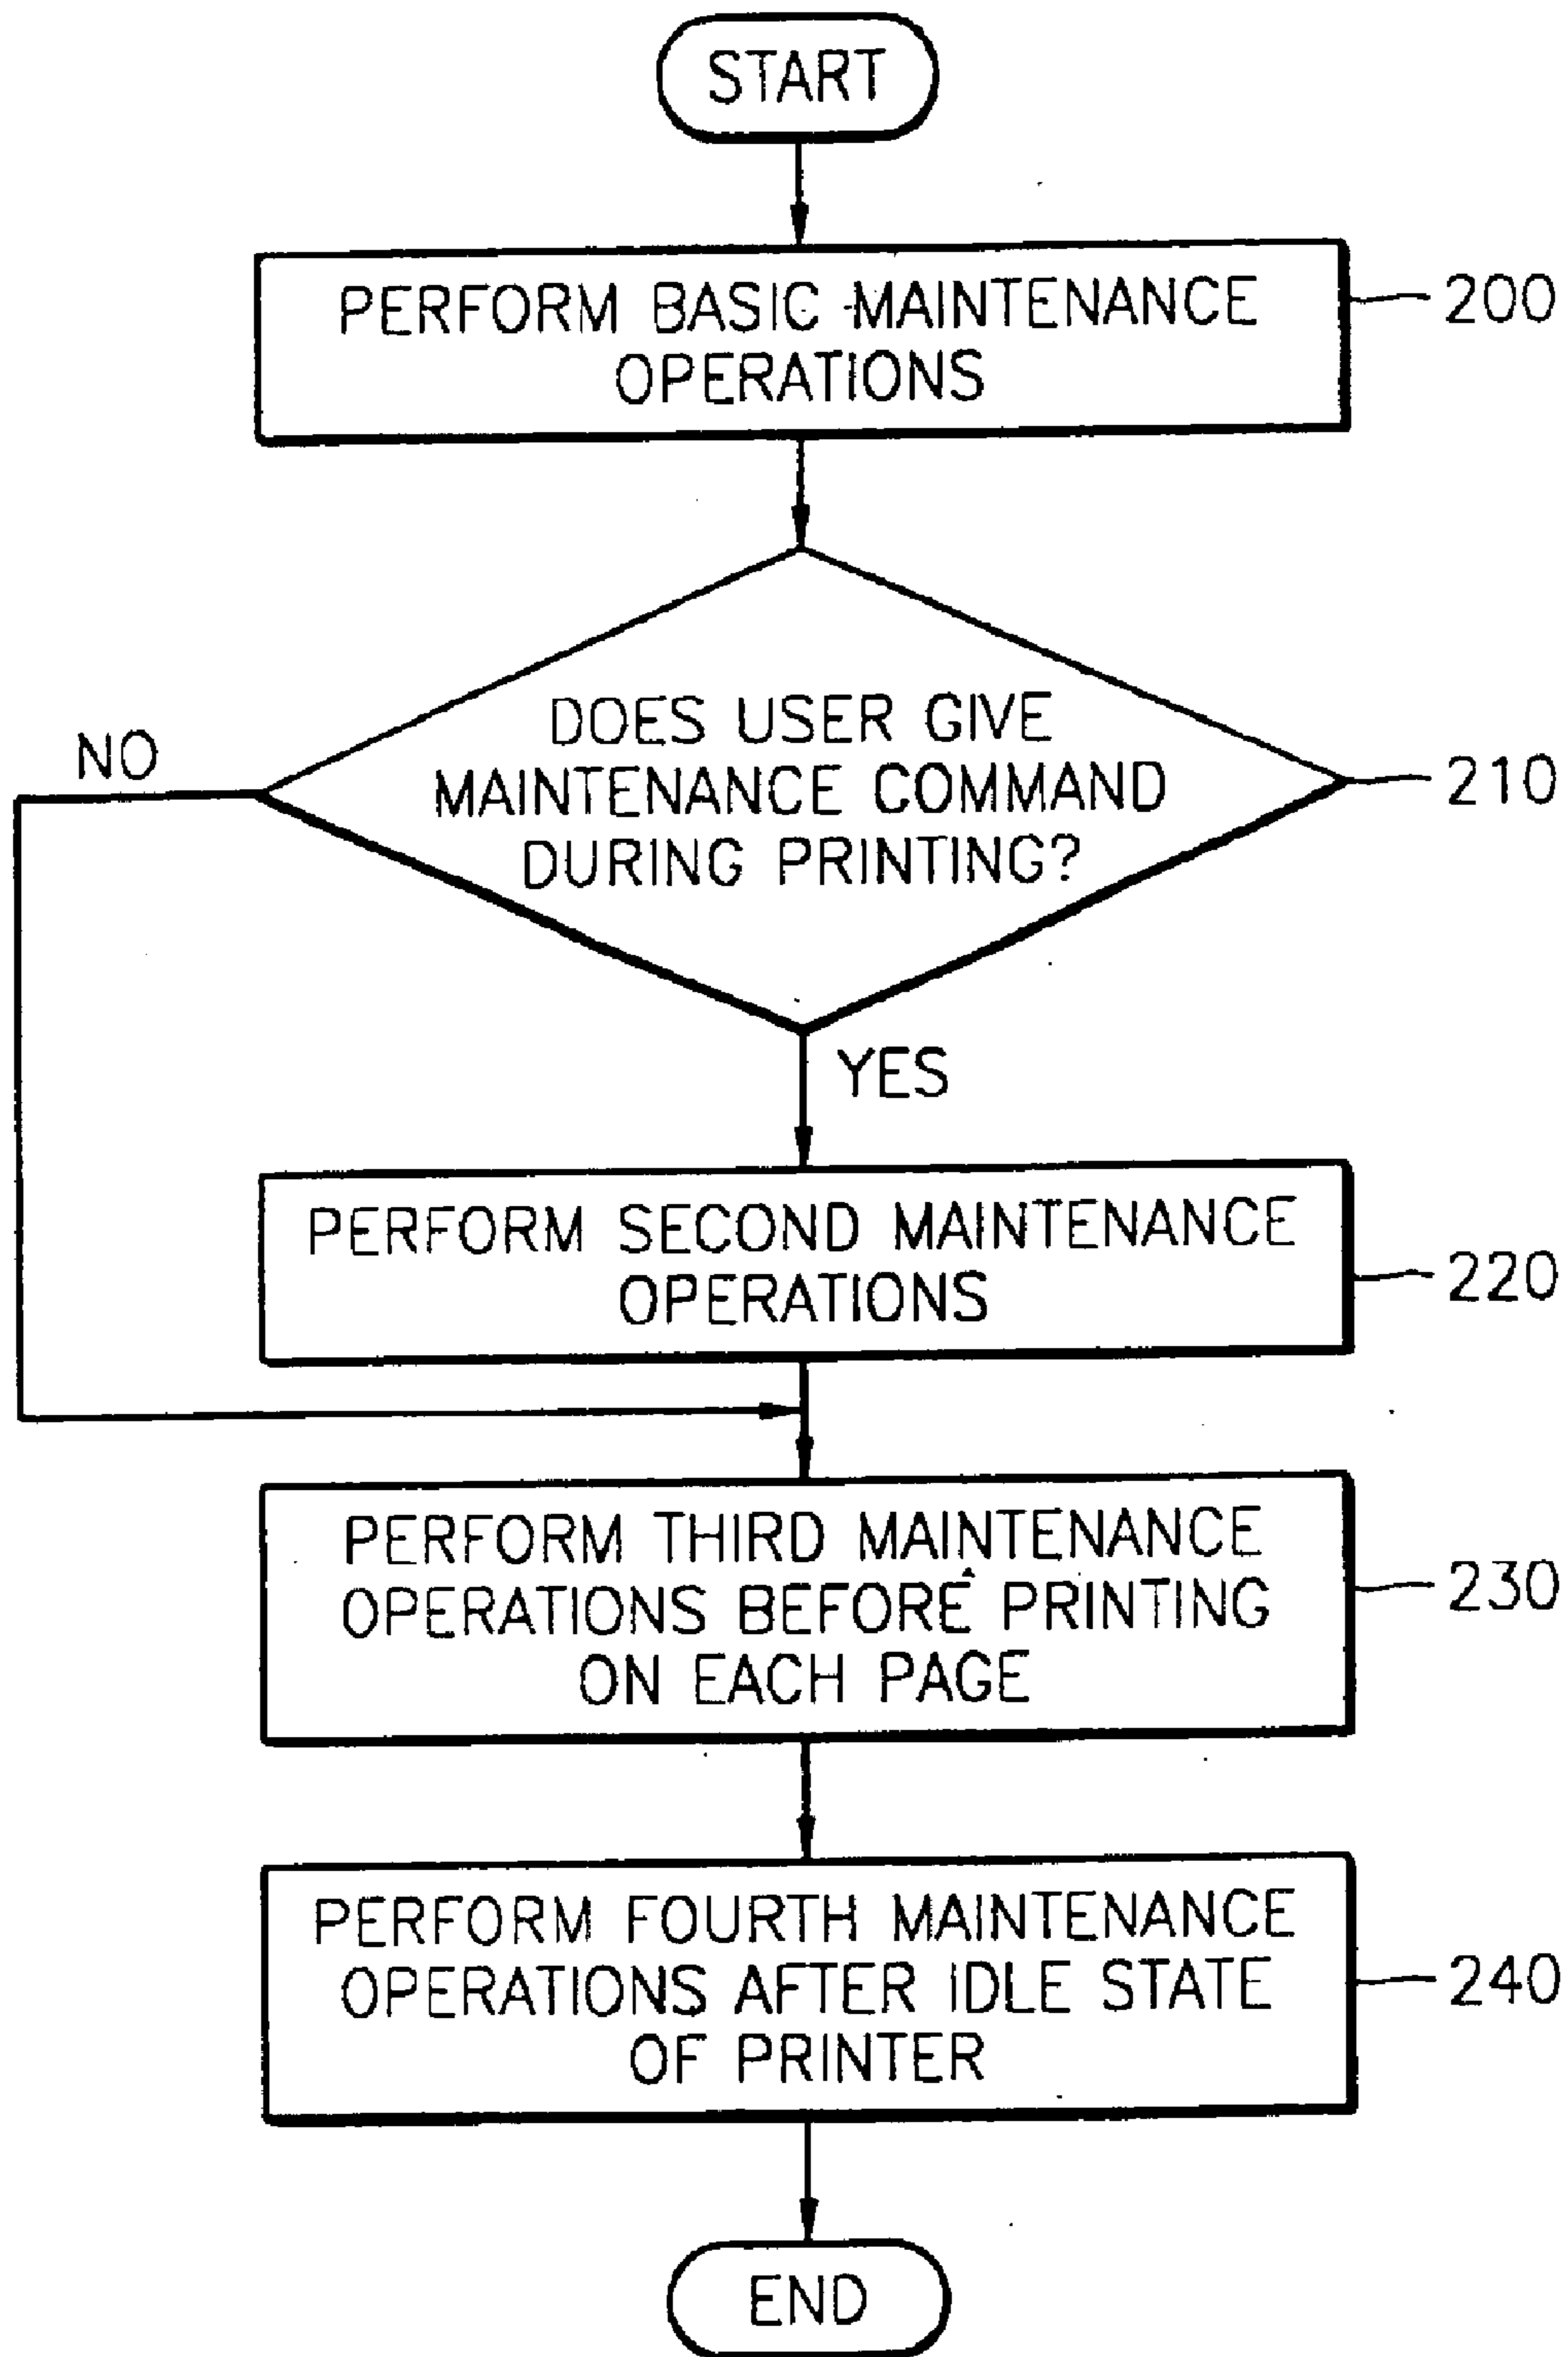 START
PERFORM BASIC MAINTENANCE
OPERATIONS
200
DOES USER GIVE
MAINTENANCE COMMAND
DURING PRINTING?
210
NO
YES
PERFORM SECOND MAINTENANCE
OPERATIONS
220
PERFORM THIRD MAINTENANCE
OPERATIONS BEFORE PRINTING
ON EACH PAGE
230
PERFORM FOURTH MAINTENANCE
OPERATIONS AFTER IDLE STATE
OF PRINTER
240
END